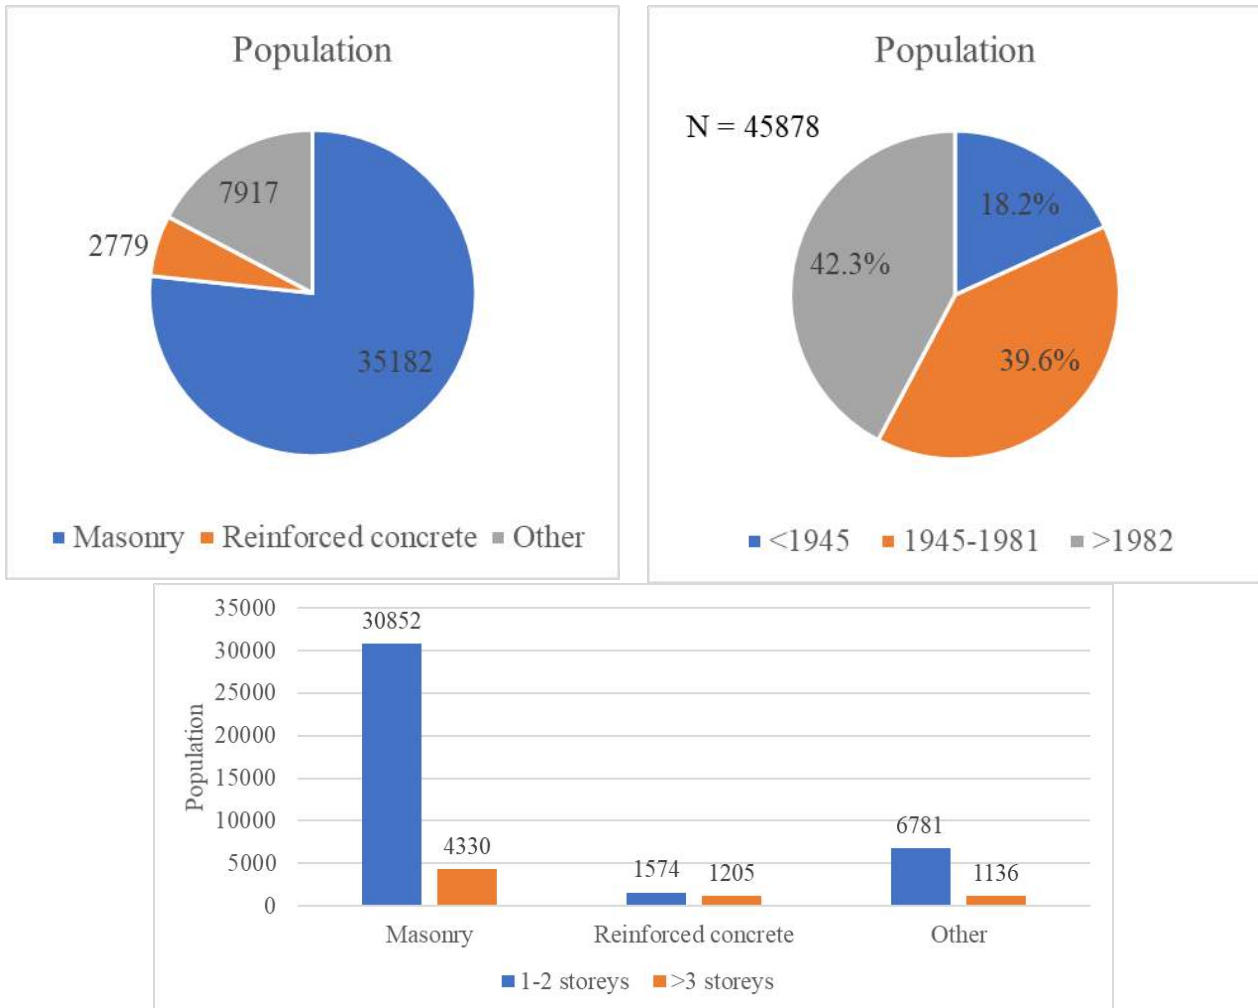 Population
7917
2779
35182
Masonry Reinforced concrete Other
Population
N = 45878
18.2%
42.3%
39.6%
<1945 1945-1981 >1982
35000
30852
30000
25000
20000
15000
10000
5000
0
Population
4330
1574
1205
6781
1136
Masonry Reinforced concrete Other
1-2 storeys >3 storeys